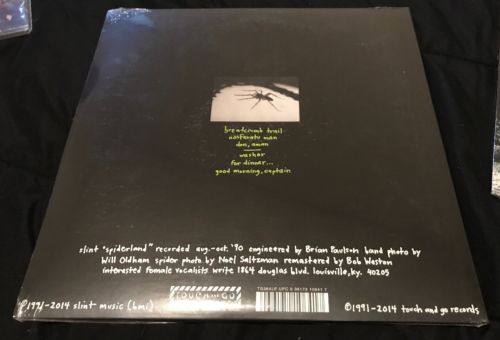 breadcrumb trail
nosferatu man
don, aman
washer
for dinner...
good morning, captain
slint "spiderland" recorded aug.-oct. '90 engineered by Brian Paulson band photo by
Will Oldham spider photo by Noel Saltzman remastered by Bob Weston
interested female vocalists write 1864 douglas blvd. louisville, ky. 40205
℗1991-2014 slint music (bmi)
TOUCH AND GO
©1991-2014 touch and go records